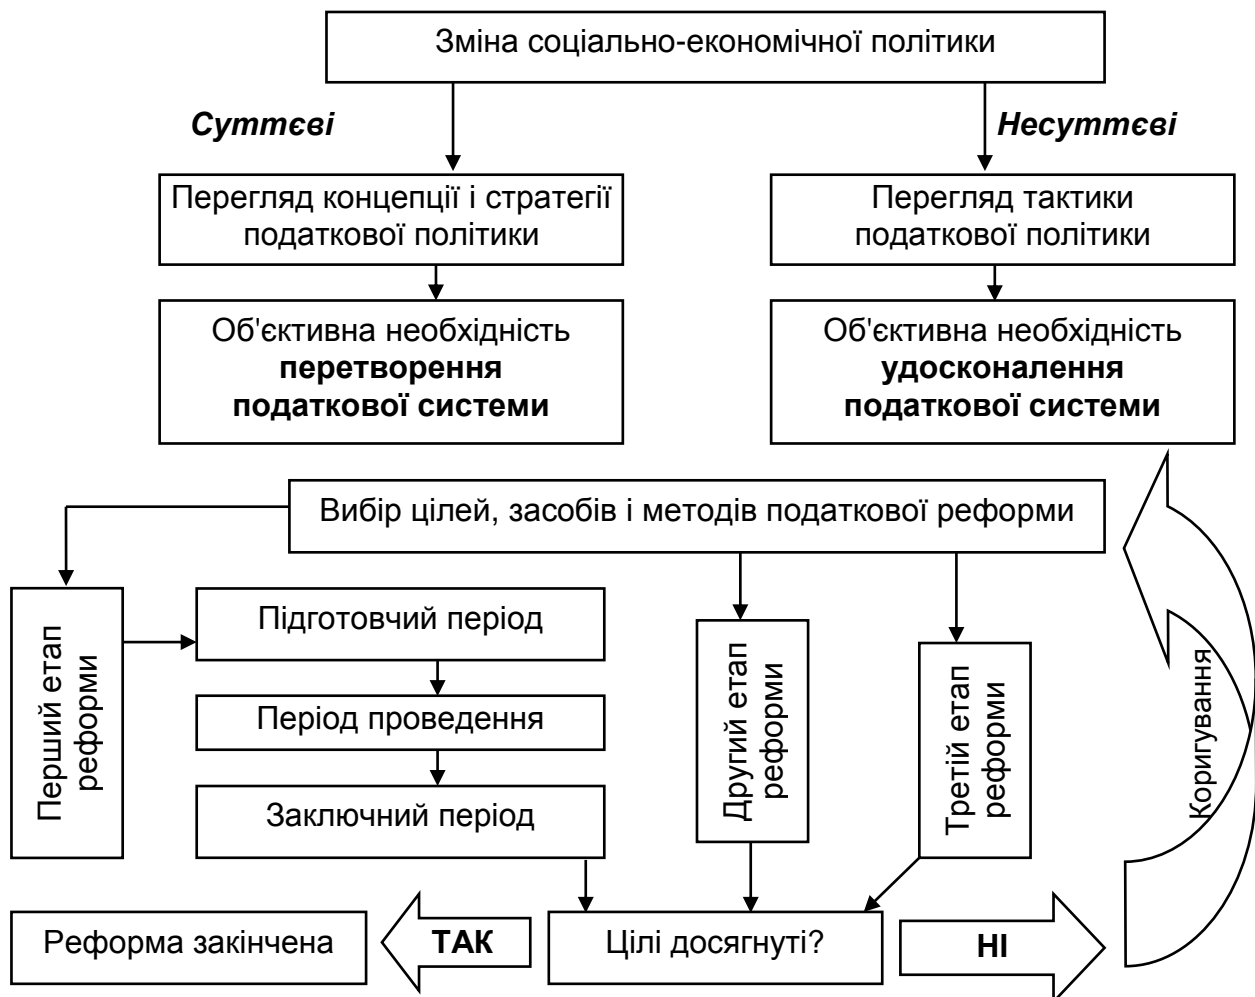 Зміна соціально-економічної політики
Суттєві
Несуттєві
Перегляд концепції і стратегії
податкової політики
Перегляд тактики
податкової політики
Об'єктивна необхідність
перетворення
податкової системи
Об'єктивна необхідність
удосконалення
податкової системи
Вибір цілей, засобів і методів податкової реформи
Перший етап
реформи
Підготовчий період
Період проведення
Заключний період
Другий етап
реформи
Третій етап
реформи
Коригування
Реформа закінчена
ТАК
Цілі досягнуті?
НІ